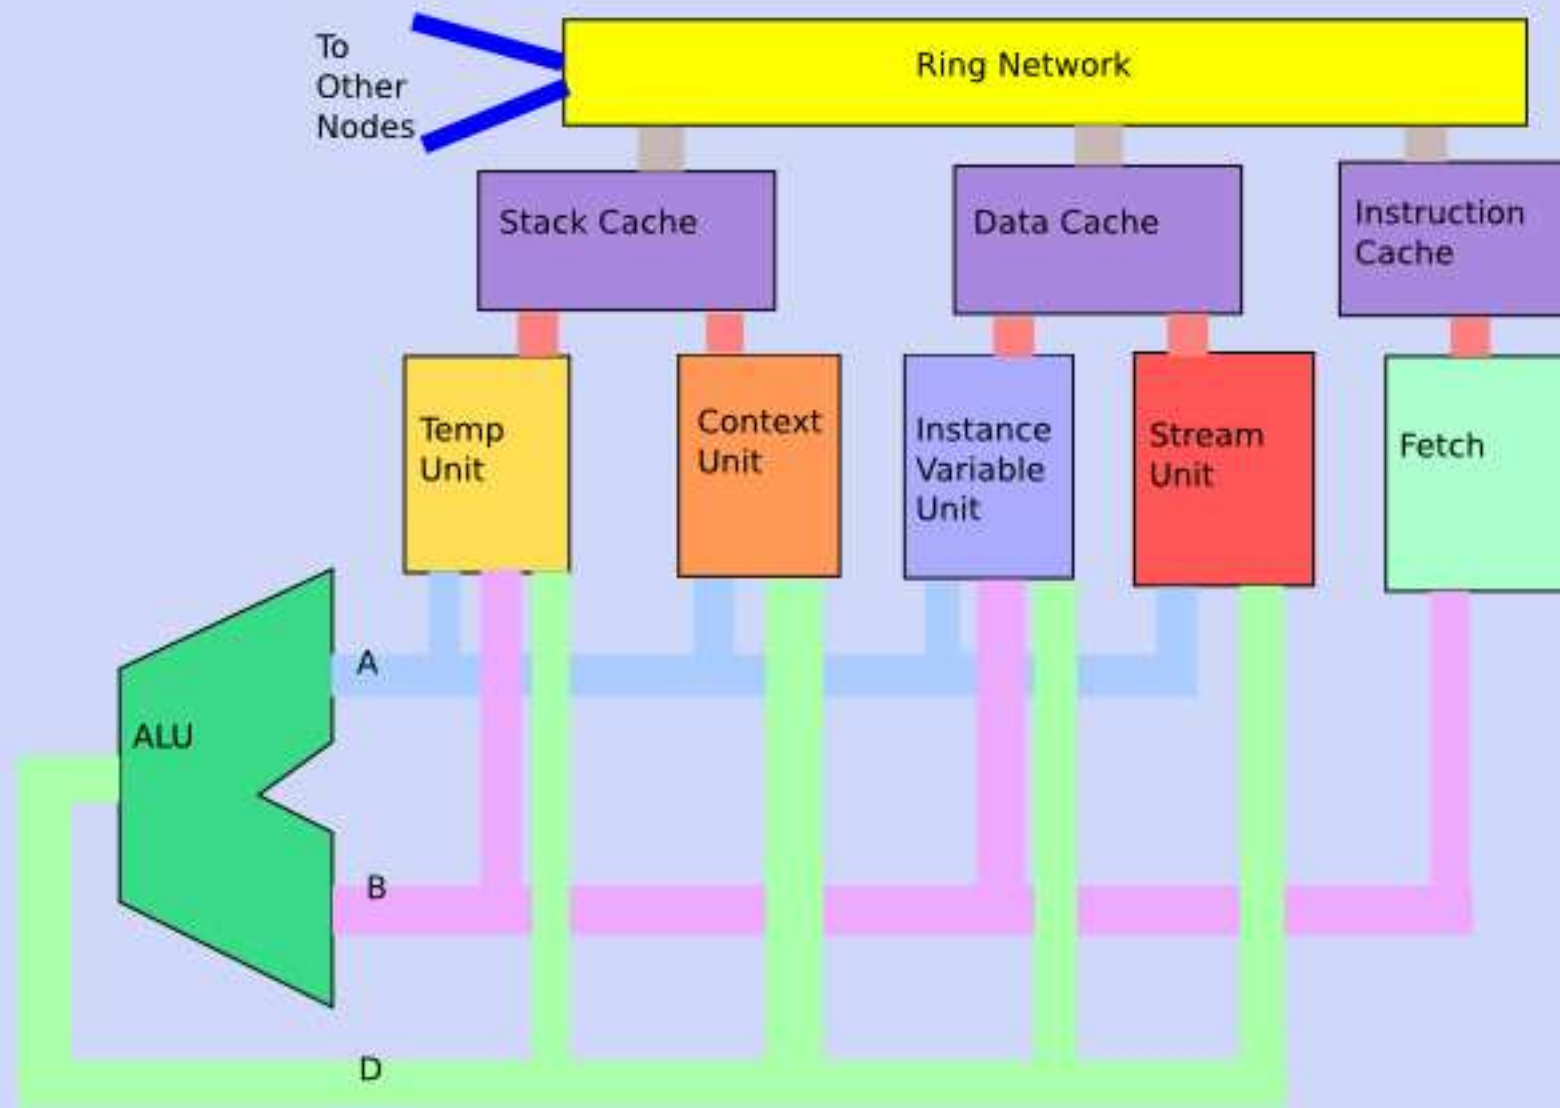 To
Other
Nodes
Ring Network
Stack Cache
Data Cache
Instruction
Cache
Temp
Unit
Context
Unit
Instance
Variable
Unit
Stream
Unit
Fetch
A
ALU
B
D